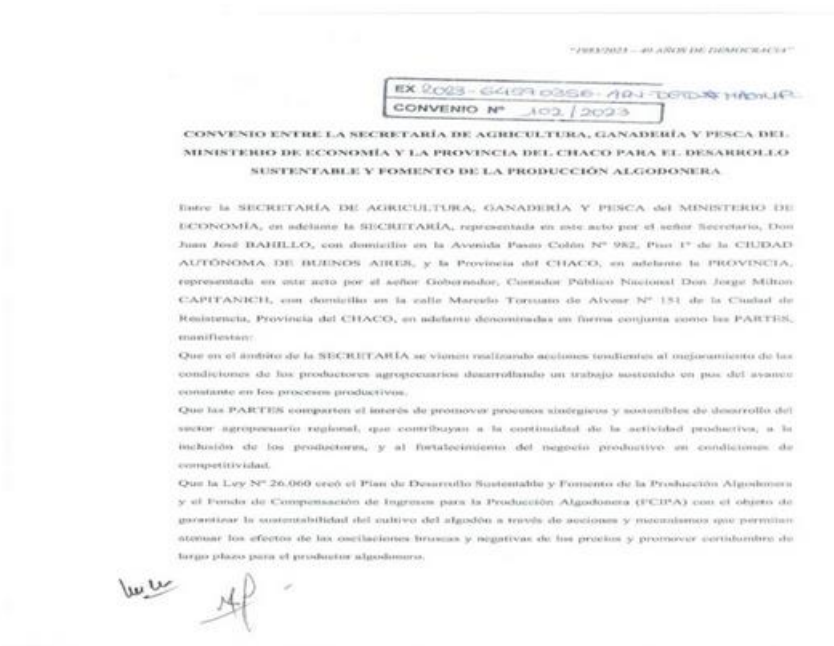 "1983/2023 – 40 AÑOS DE DEMOCRACIA"
EX 2023-64590356-APN-DGD#MAGYP
CONVENIO Nº 102/2023
CONVENIO ENTRE LA SECRETARÍA DE AGRICULTURA, GANADERÍA Y PESCA DEL
MINISTERIO DE ECONOMÍA Y LA PROVINCIA DEL CHACO PARA EL DESARROLLO
SUSTENTABLE Y FOMENTO DE LA PRODUCCIÓN ALGODONERA
Entre la SECRETARÍA DE AGRICULTURA, GANADERÍA Y PESCA del MINISTERIO DE
ECONOMÍA, en adelante la SECRETARÍA, representada en este acto por el señor Secretario, Don
Juan José BAHILLO, con domicilio en la Avenida Paseo Colón Nº 982, Piso 1º de la CIUDAD
AUTÓNOMA DE BUENOS AIRES, y la Provincia del CHACO, en adelante la PROVINCIA,
representada en este acto por el señor Gobernador, Contador Público Nacional Don Jorge Milton
CAPITANICH, con domicilio en la calle Marcelo Torcuato de Alvear Nº 151 de la Ciudad de
Resistencia, Provincia del CHACO, en adelante denominadas en forma conjunta como las PARTES,
manifiestan:
Que en el ámbito de la SECRETARÍA se vienen realizando acciones tendientes al mejoramiento de las
condiciones de los productores agropecuarios desarrollando un trabajo sostenido en pos del avance
constante en los procesos productivos.
Que las PARTES comparten el interés de promover procesos sinérgicos y sostenibles de desarrollo del
sector agropecuario regional, que contribuyan a la continuidad de la actividad productiva, a la
inclusión de los productores, y al fortalecimiento del negocio productivo en condiciones de
competitividad.
Que la Ley Nº 26.060 creó el Plan de Desarrollo Sustentable y Fomento de la Producción Algodonera
y el Fondo de Compensación de Ingresos para la Producción Algodonera (FCIPA) con el objeto de
garantizar la sustentabilidad del cultivo del algodón a través de acciones y mecanismos que permitan
atenuar los efectos de las oscilaciones bruscas y negativas de los precios y promover certidumbre de
largo plazo para el productor algodonero.